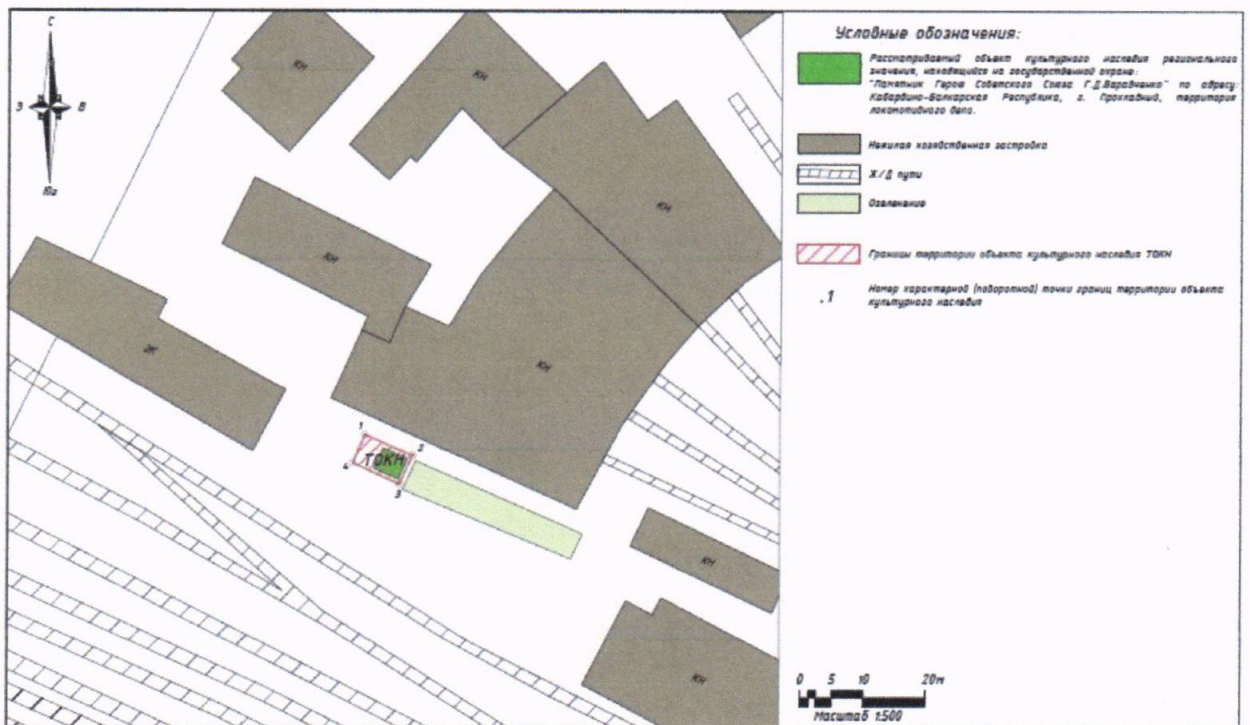 С
З
В
Юг
КН
КН
КН
КН
КН
2К
1
2
ТОКН
4
3
КН
КН
Условные обозначения:
Рассматриваемый объект культурного наследия регионального
значения, находящийся на государственной охране:
"Памятник Герою Советского Союза Г.Д.Варавченко" по адресу:
Кабардино-Балкарская Республика, г. Прохладный, территория
локомотивного депо.
Нежилая хозяйственная застройка
Ж/Д пути
Озеленение
Границы территории объекта культурного наследия ТОКН
.1
Номер характерной (поворотной) точки границ территории объекта
культурного наследия
0 5 10 20м
Масштаб 1:500